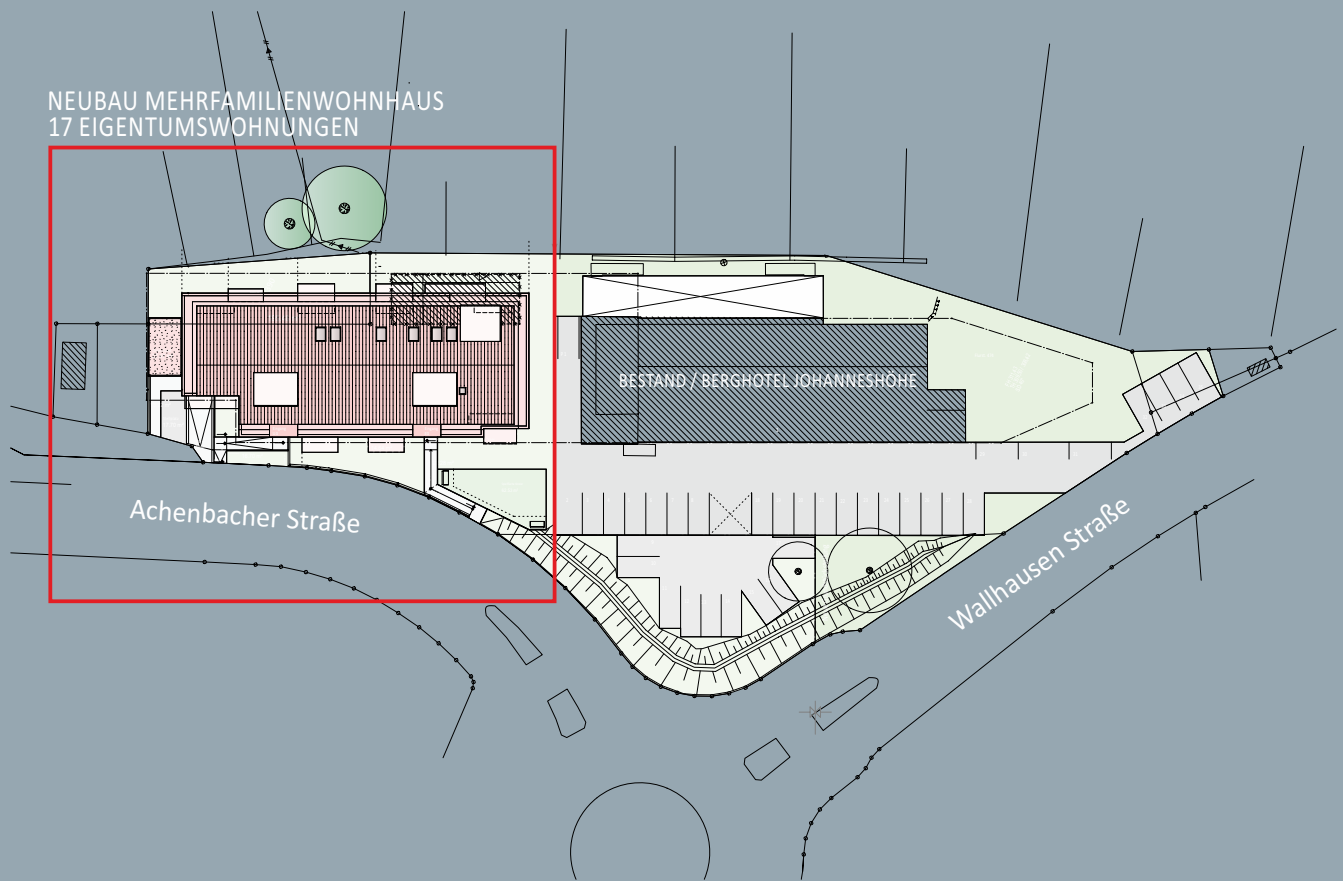 NEUBAU MEHRFAMILIENWOHNHAUS
17 EIGENTUMSWOHNUNGEN
BESTAND / BERGHOTEL JOHANNESHÖHE
Achenbacher Straße
Wallhausen Straße